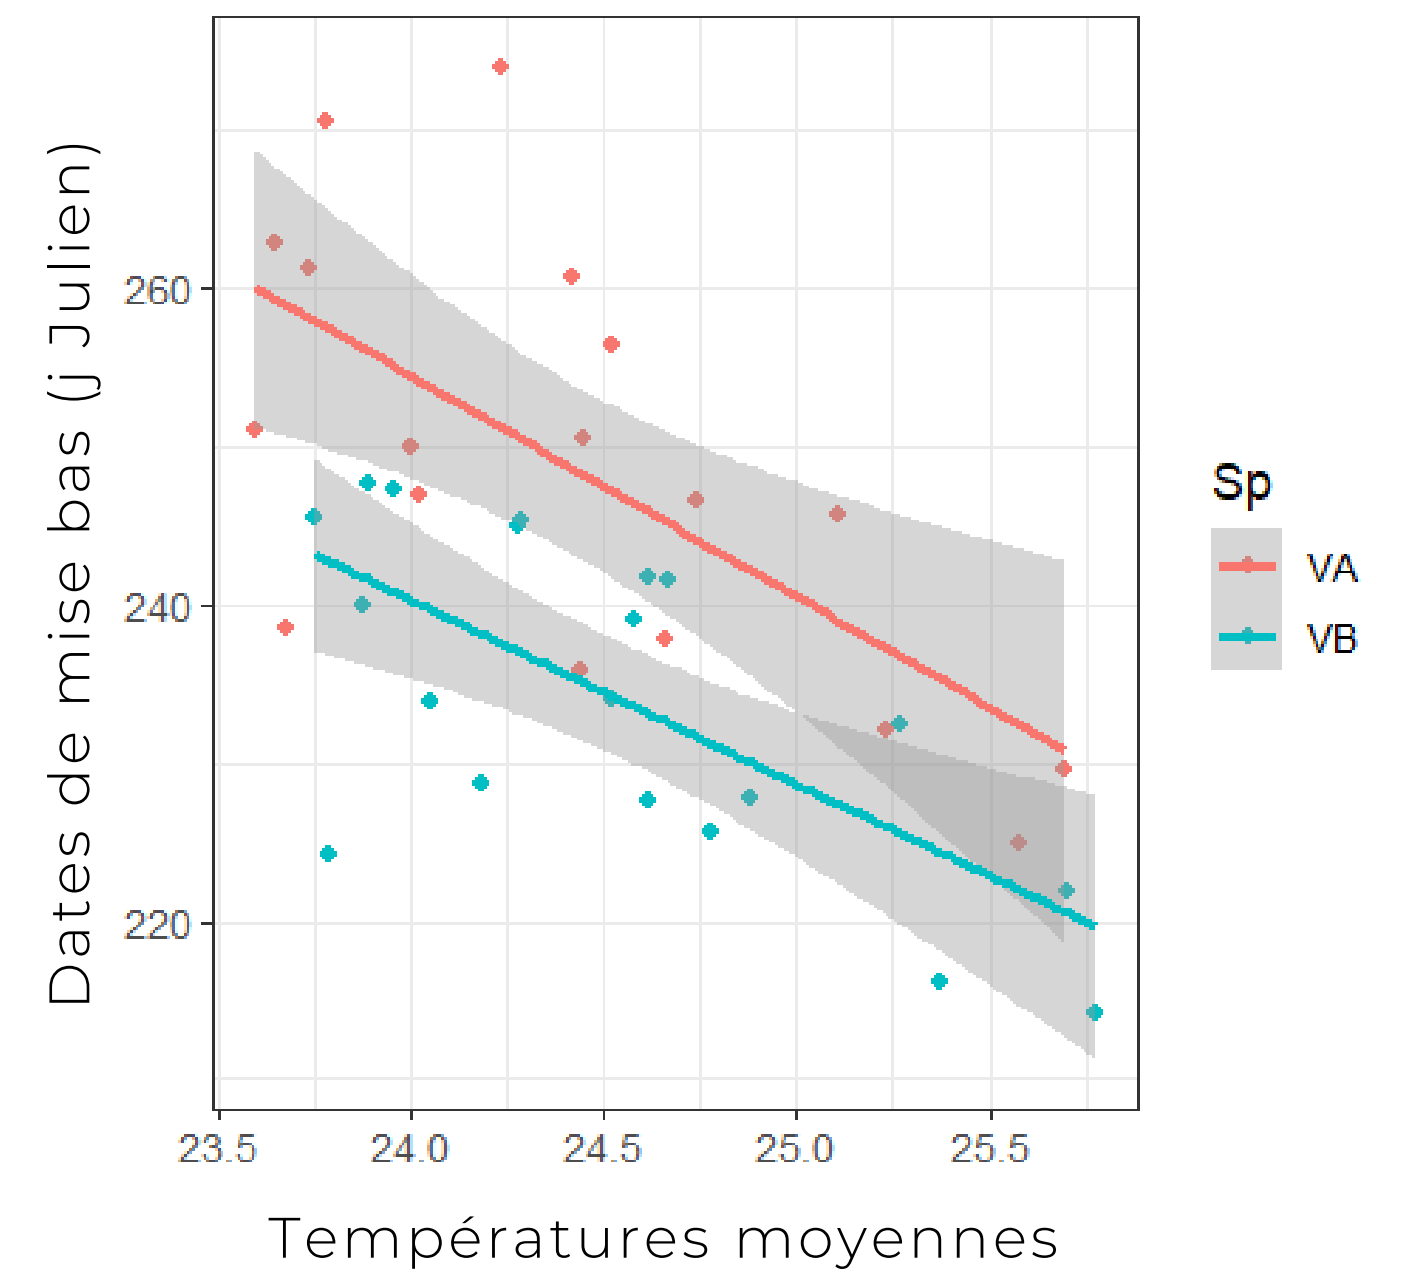 Dates de mise bas (j Julien)
260
240
220
23.5 24.0 24.5 25.0 25.5
Températures moyennes
Sp
VA
VB